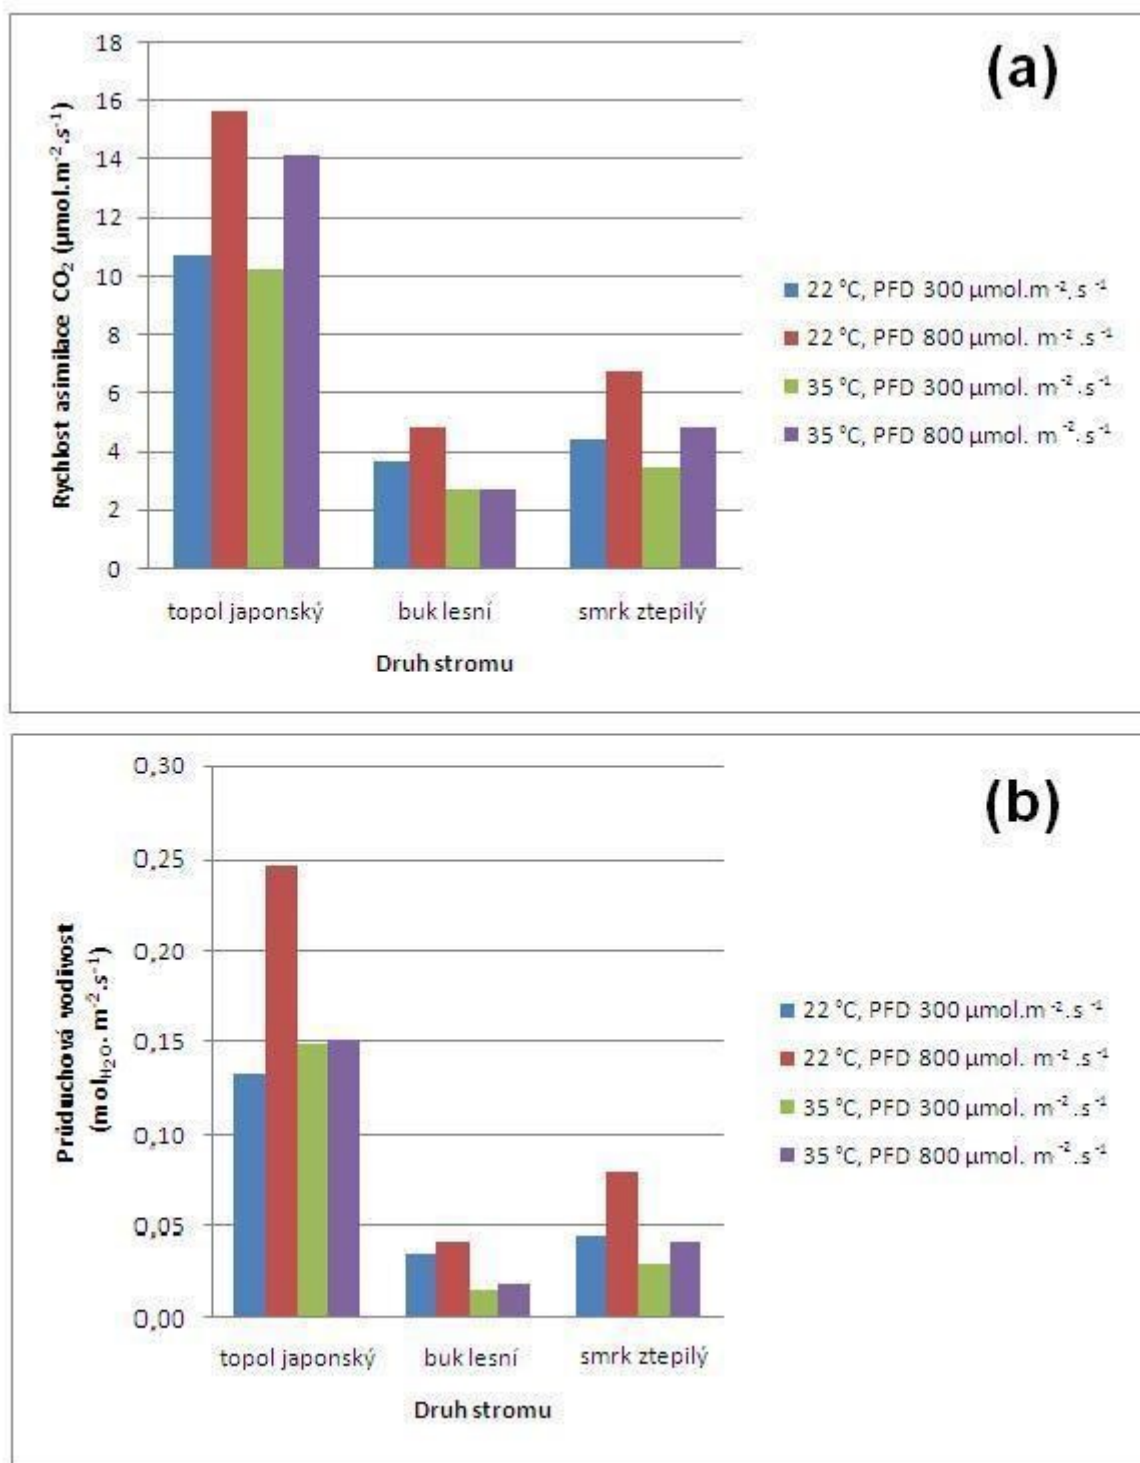 (a)
Rychlost asimilace CO₂ (µmol.m⁻².s⁻¹)
18
16
14
12
10
8
6
4
2
0
topol japonský buk lesní smrk ztepilý
Druh stromu
22 °C, PFD 300 µmol.m⁻².s⁻¹
22 °C, PFD 800 µmol. m⁻².s⁻¹
35 °C, PFD 300 µmol. m⁻².s⁻¹
35 °C, PFD 800 µmol. m⁻².s⁻¹
(b)
Průduchová vodivost
(mol_H₂O. m⁻².s⁻¹)
0,30
0,25
0,20
0,15
0,10
0,05
0,00
topol japonský buk lesní smrk ztepilý
Druh stromu
22 °C, PFD 300 µmol.m⁻².s⁻¹
22 °C, PFD 800 µmol. m⁻².s⁻¹
35 °C, PFD 300 µmol. m⁻².s⁻¹
35 °C, PFD 800 µmol. m⁻².s⁻¹